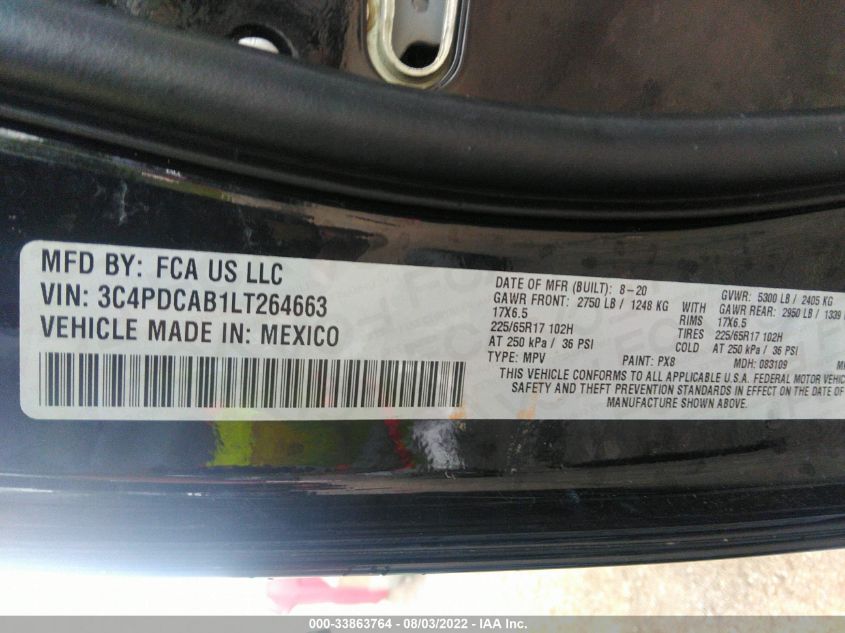 MFD BY: FCA US LLC
VIN: 3C4PDCAB1LT264663
VEHICLE MADE IN: MEXICO
DATE OF MFR (BUILT): 8-20 GVWR: 5300 LB / 2405 KG
GAWR FRONT: 2750 LB / 1248 KG WITH GAWR REAR: 2950 LB / 1339
17X6.5 RIMS 17X6.5
225/65R17 102H TIRES 225/65R17 102H
AT 250 kPa / 36 PSI COLD AT 250 kPa / 36 PSI
TYPE: MPV PAINT: PX8 MDH: 083109
THIS VEHICLE CONFORMS TO ALL APPLICABLE U.S.A. FEDERAL MOTOR VEHIC
SAFETY AND THEFT PREVENTION STANDARDS IN EFFECT ON THE DATE OF
MANUFACTURE SHOWN ABOVE.
000-33863764 - 08/03/2022 - IAA Inc.